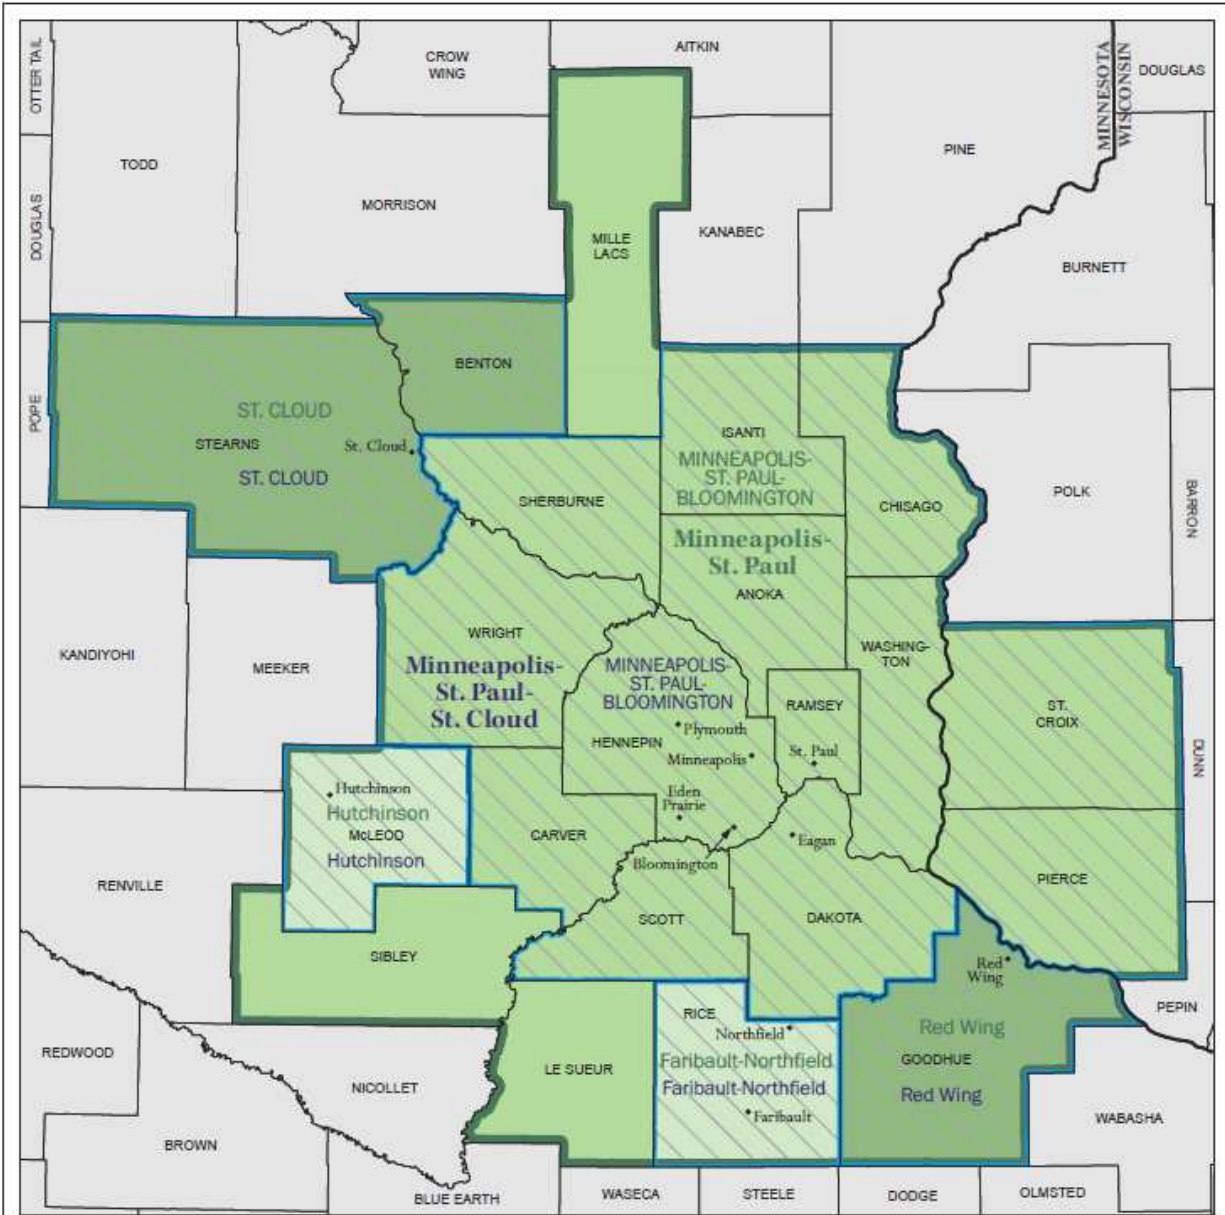 OTTER TAIL
CROW
WING
AITKIN
MINNESOTA
WISCONSIN
DOUGLAS
TODD
PINE
DOUGLAS
MORRISON
MILLE
LACS
KANABEC
BURNETT
BENTON
POPE
ST. CLOUD
STEARNS
St. Cloud
ST. CLOUD
ISANTI
MINNEAPOLIS-
ST. PAUL-
BLOOMINGTON
SHERBURNE
CHISAGO
POLK
BARRON
Minneapolis-
St. Paul
ANOKA
WRIGHT
KANDIYOHI
MEEKER
Minneapolis-
St. Paul-
St. Cloud
MINNEAPOLIS-
ST. PAUL-
BLOOMINGTON
WASHING-
TON
RAMSEY
ST.
CROIX
Plymouth
HENNEPIN
Minneapolis
St. Paul
DUNN
Hutchinson
Hutchinson
McLEOD
Hutchinson
Eden
Prairie
CARVER
Eagan
Bloomington
RENVILLE
PIERCE
SCOTT
DAKOTA
SIBLEY
Red
Wing
PEPIN
RICE
Northfield
Red Wing
REDWOOD
LE SUEUR
Faribault-Northfield
GOODHUE
NICOLLET
Faribault-Northfield
Red Wing
Faribault
WABASHA
BROWN
BLUE EARTH
WASECA
STEELE
DODGE
OLMSTED